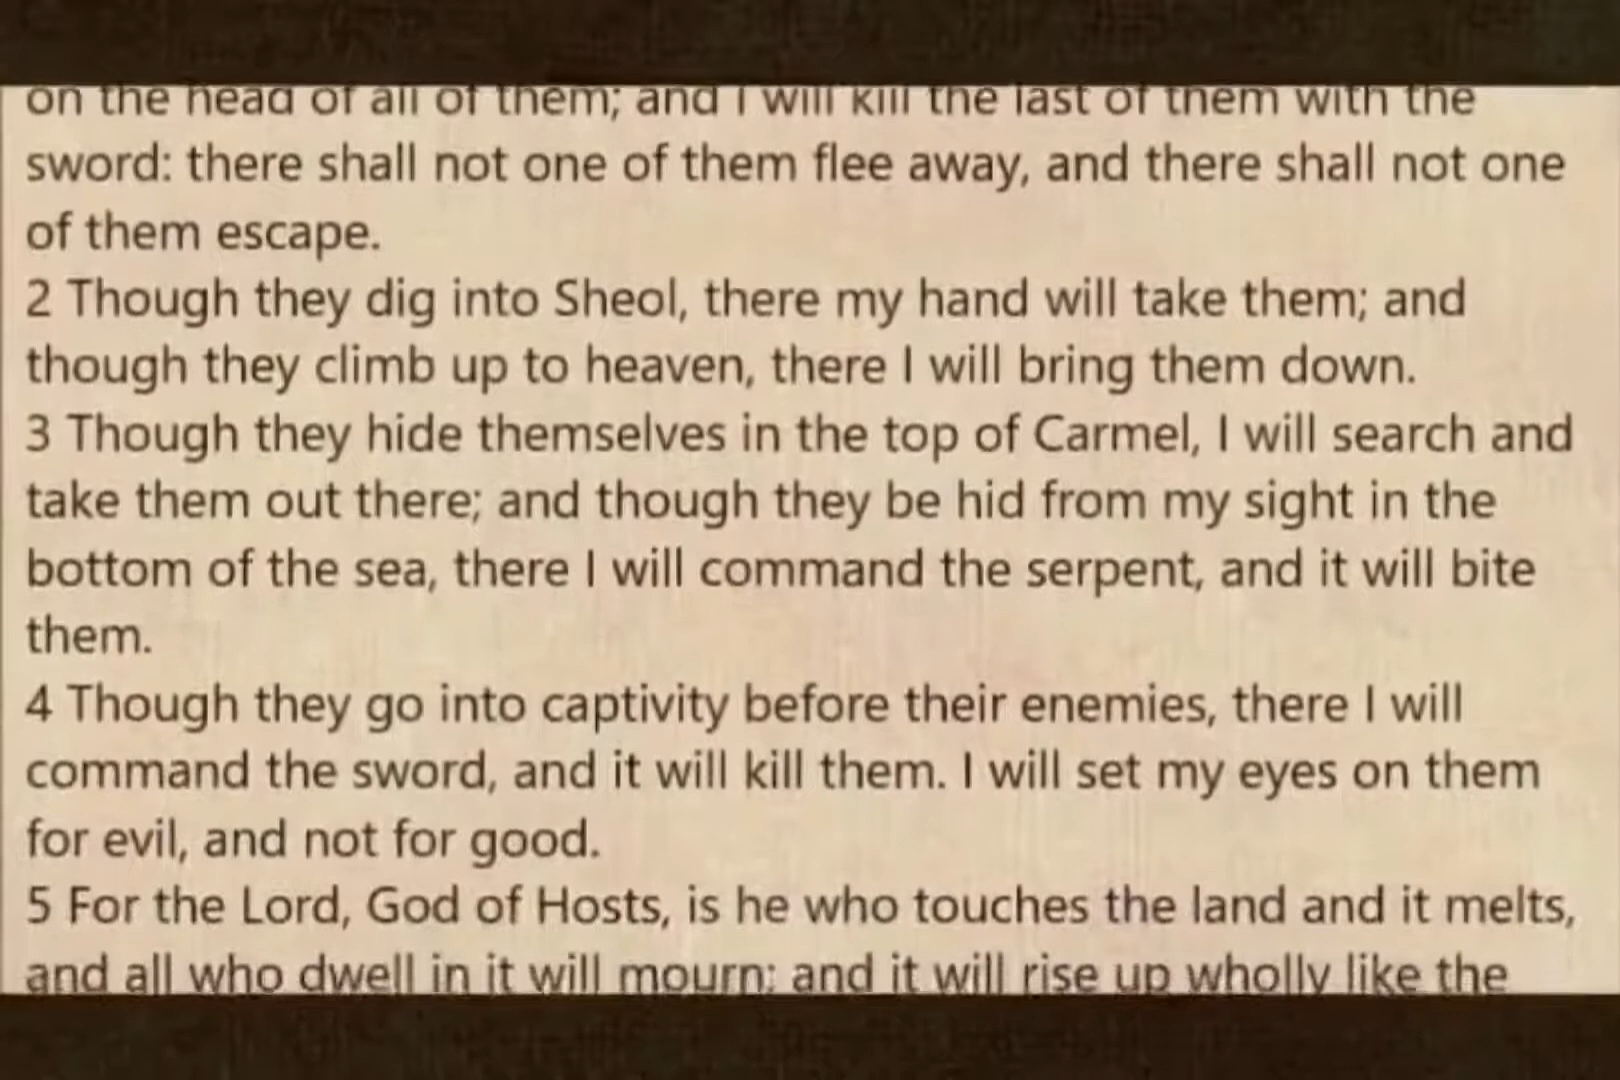 on the head of all of them; and I will kill the last of them with the
sword: there shall not one of them flee away, and there shall not one
of them escape.
2 Though they dig into Sheol, there my hand will take them; and
though they climb up to heaven, there I will bring them down.
3 Though they hide themselves in the top of Carmel, I will search and
take them out there; and though they be hid from my sight in the
bottom of the sea, there I will command the serpent, and it will bite
them.
4 Though they go into captivity before their enemies, there I will
command the sword, and it will kill them. I will set my eyes on them
for evil, and not for good.
5 For the Lord, God of Hosts, is he who touches the land and it melts,
and all who dwell in it will mourn; and it will rise up wholly like the